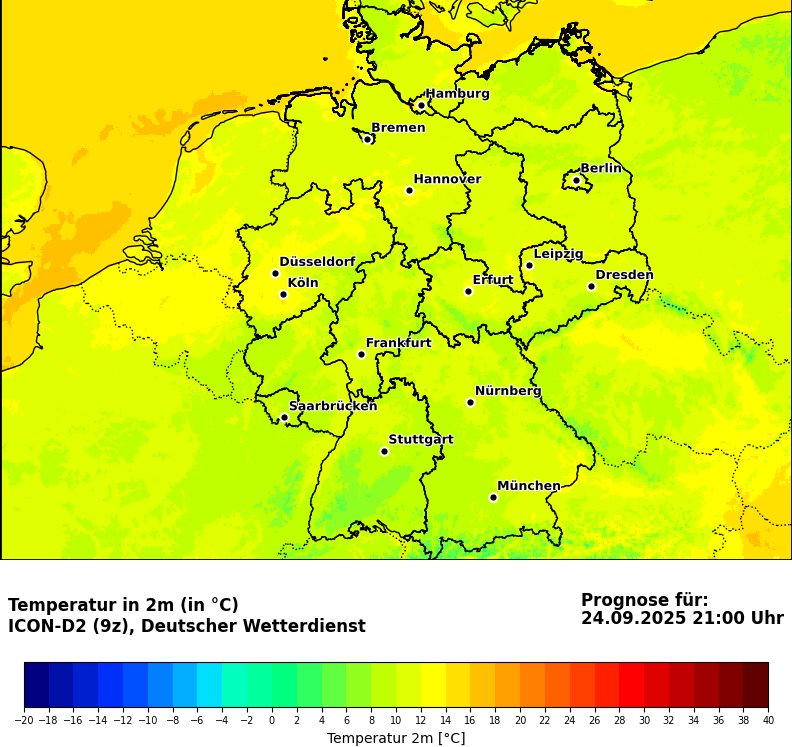 Hamburg
Bremen
Berlin
Hannover
Düsseldorf
Leipzig
Köln
Erfurt
Dresden
Frankfurt
Nürnberg
Saarbrücken
Stuttgart
München
Temperatur in 2m (in °C)
ICON-D2 (9z), Deutscher Wetterdienst
Prognose für:
24.09.2025 21:00 Uhr
−20 −18 −16 −14 −12 −10 −8 −6 −4 −2 0 2 4 6 8 10 12 14 16 18 20 22 24 26 28 30 32 34 36 38 40
Temperatur 2m [°C]